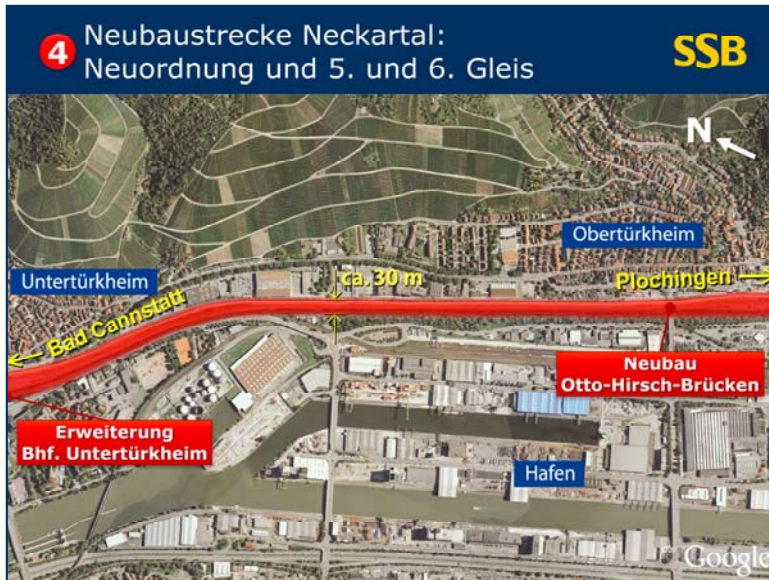 4 Neubaustrecke Neckartal:
Neuordnung und 5. und 6. Gleis
SSB
N
Obertürkheim
Untertürkheim
ca. 30 m
Plochingen →
← Bad Cannstatt
Neubau
Otto-Hirsch-Brücken
Erweiterung
Bhf. Untertürkheim
Hafen
Google